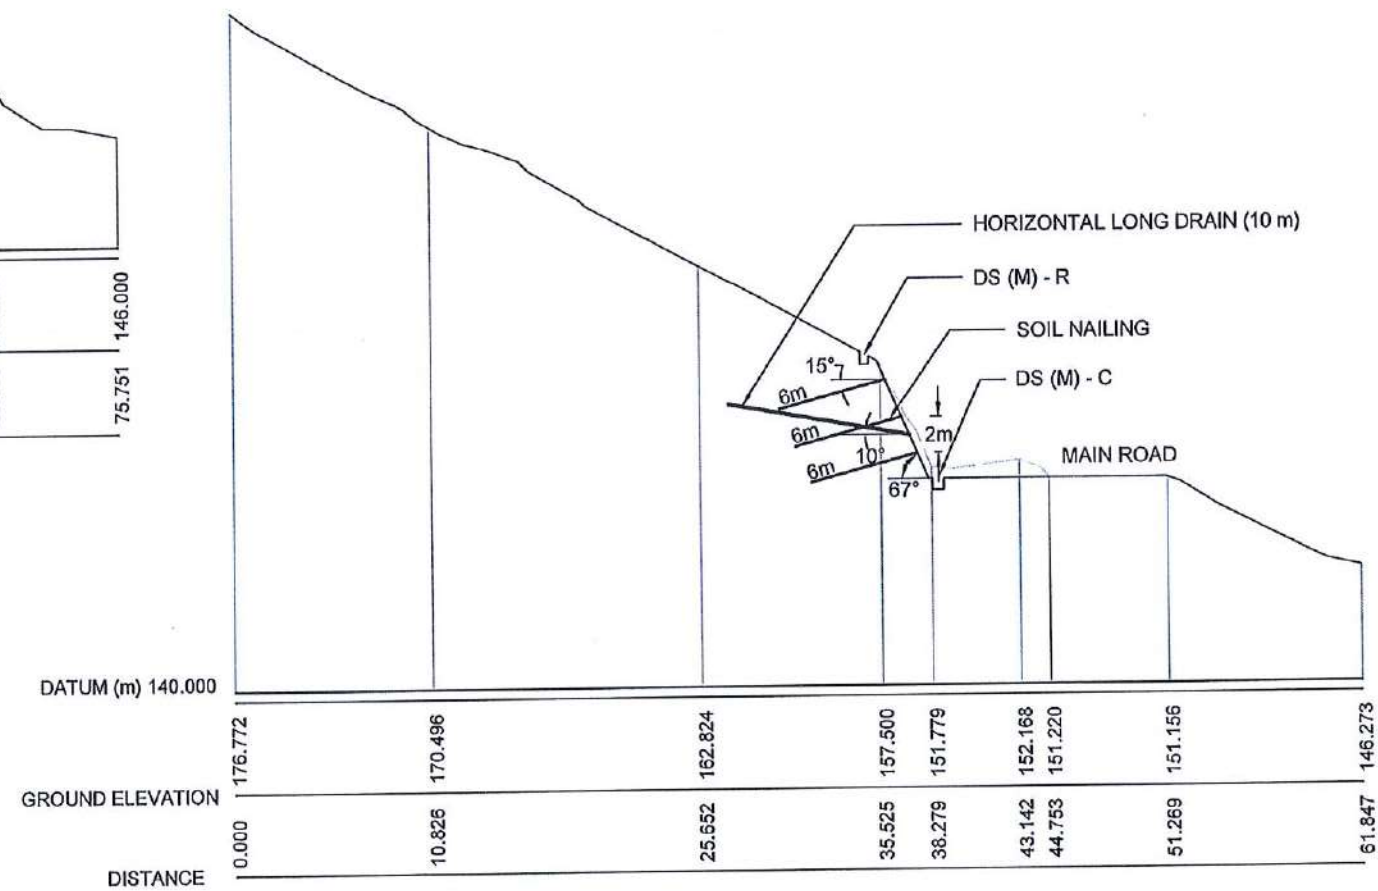 HORIZONTAL LONG DRAIN (10 m)
DS (M) - R
SOIL NAILING
DS (M) - C
15°
6m
6m
2m
10°
6m
67°
MAIN ROAD
146.000
75.751
DATUM (m) 140.000
176.772 170.496 162.824 157.500 151.779 152.168 151.220 151.156 146.273
GROUND ELEVATION
0.000 10.826 25.652 35.525 38.279 43.142 44.753 51.269 61.847
DISTANCE